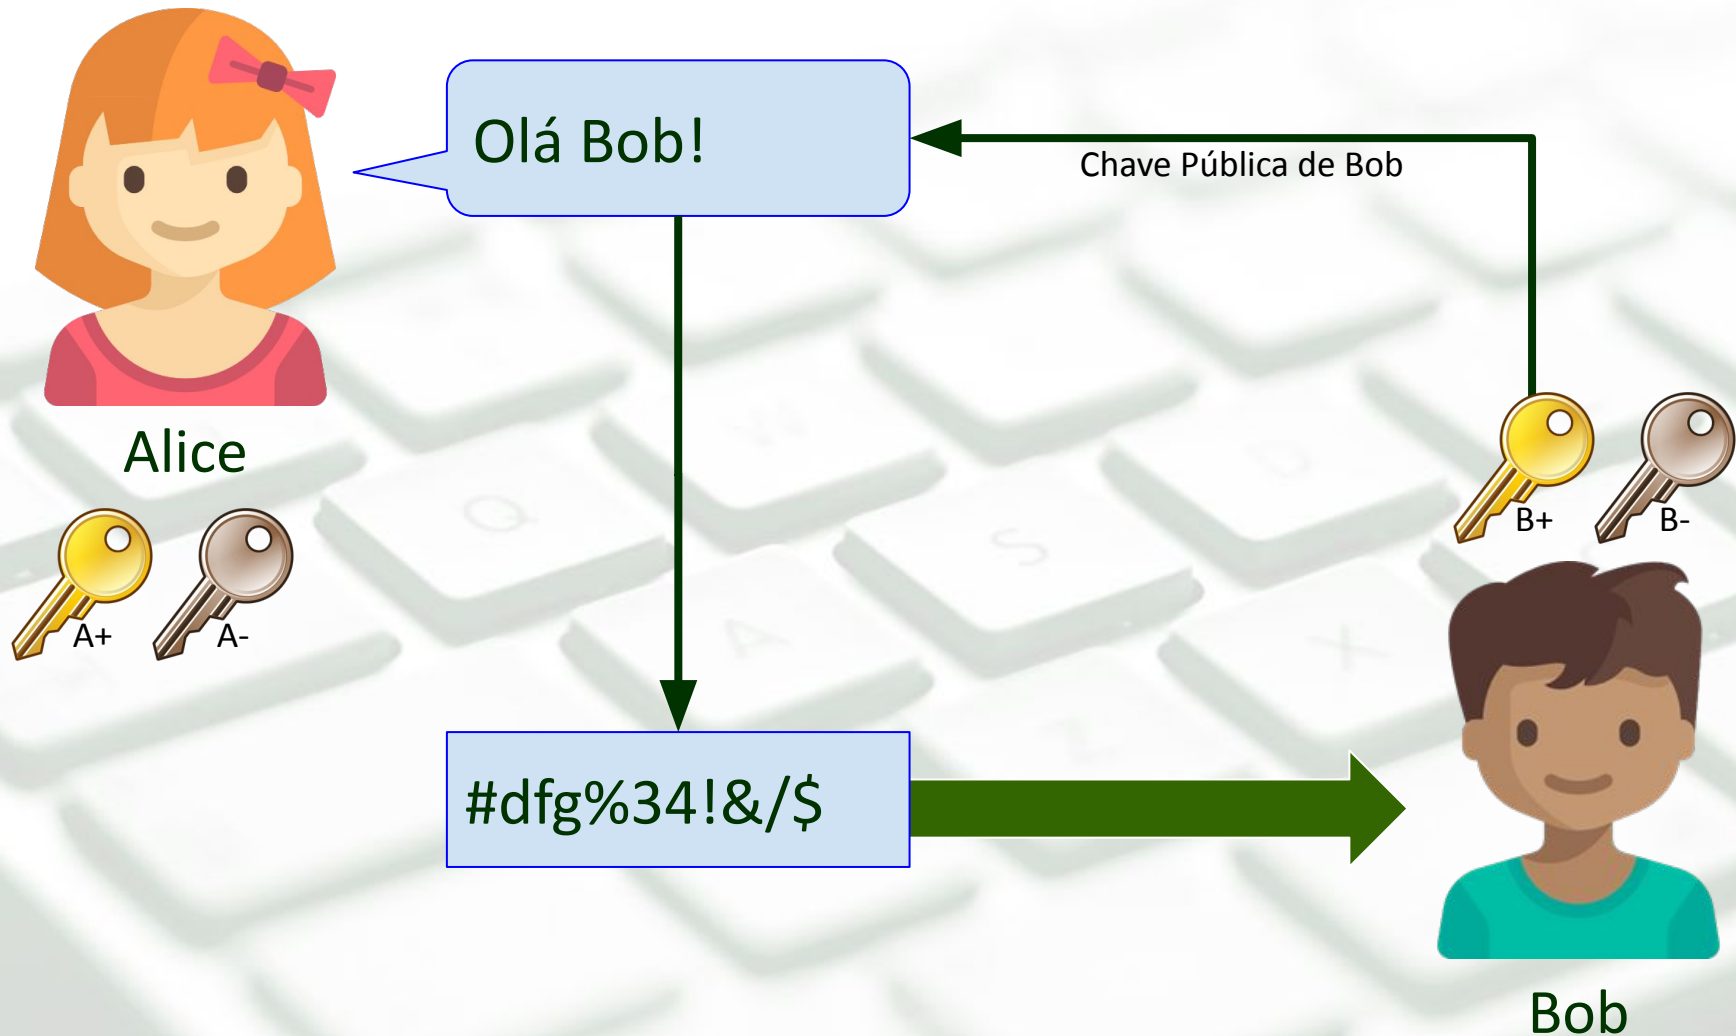 Olá Bob!
Chave Pública de Bob
Alice
A+
A-
B+
B-
#dfg%34!&/$
Bob
Q
W
S
D
A
X
Z